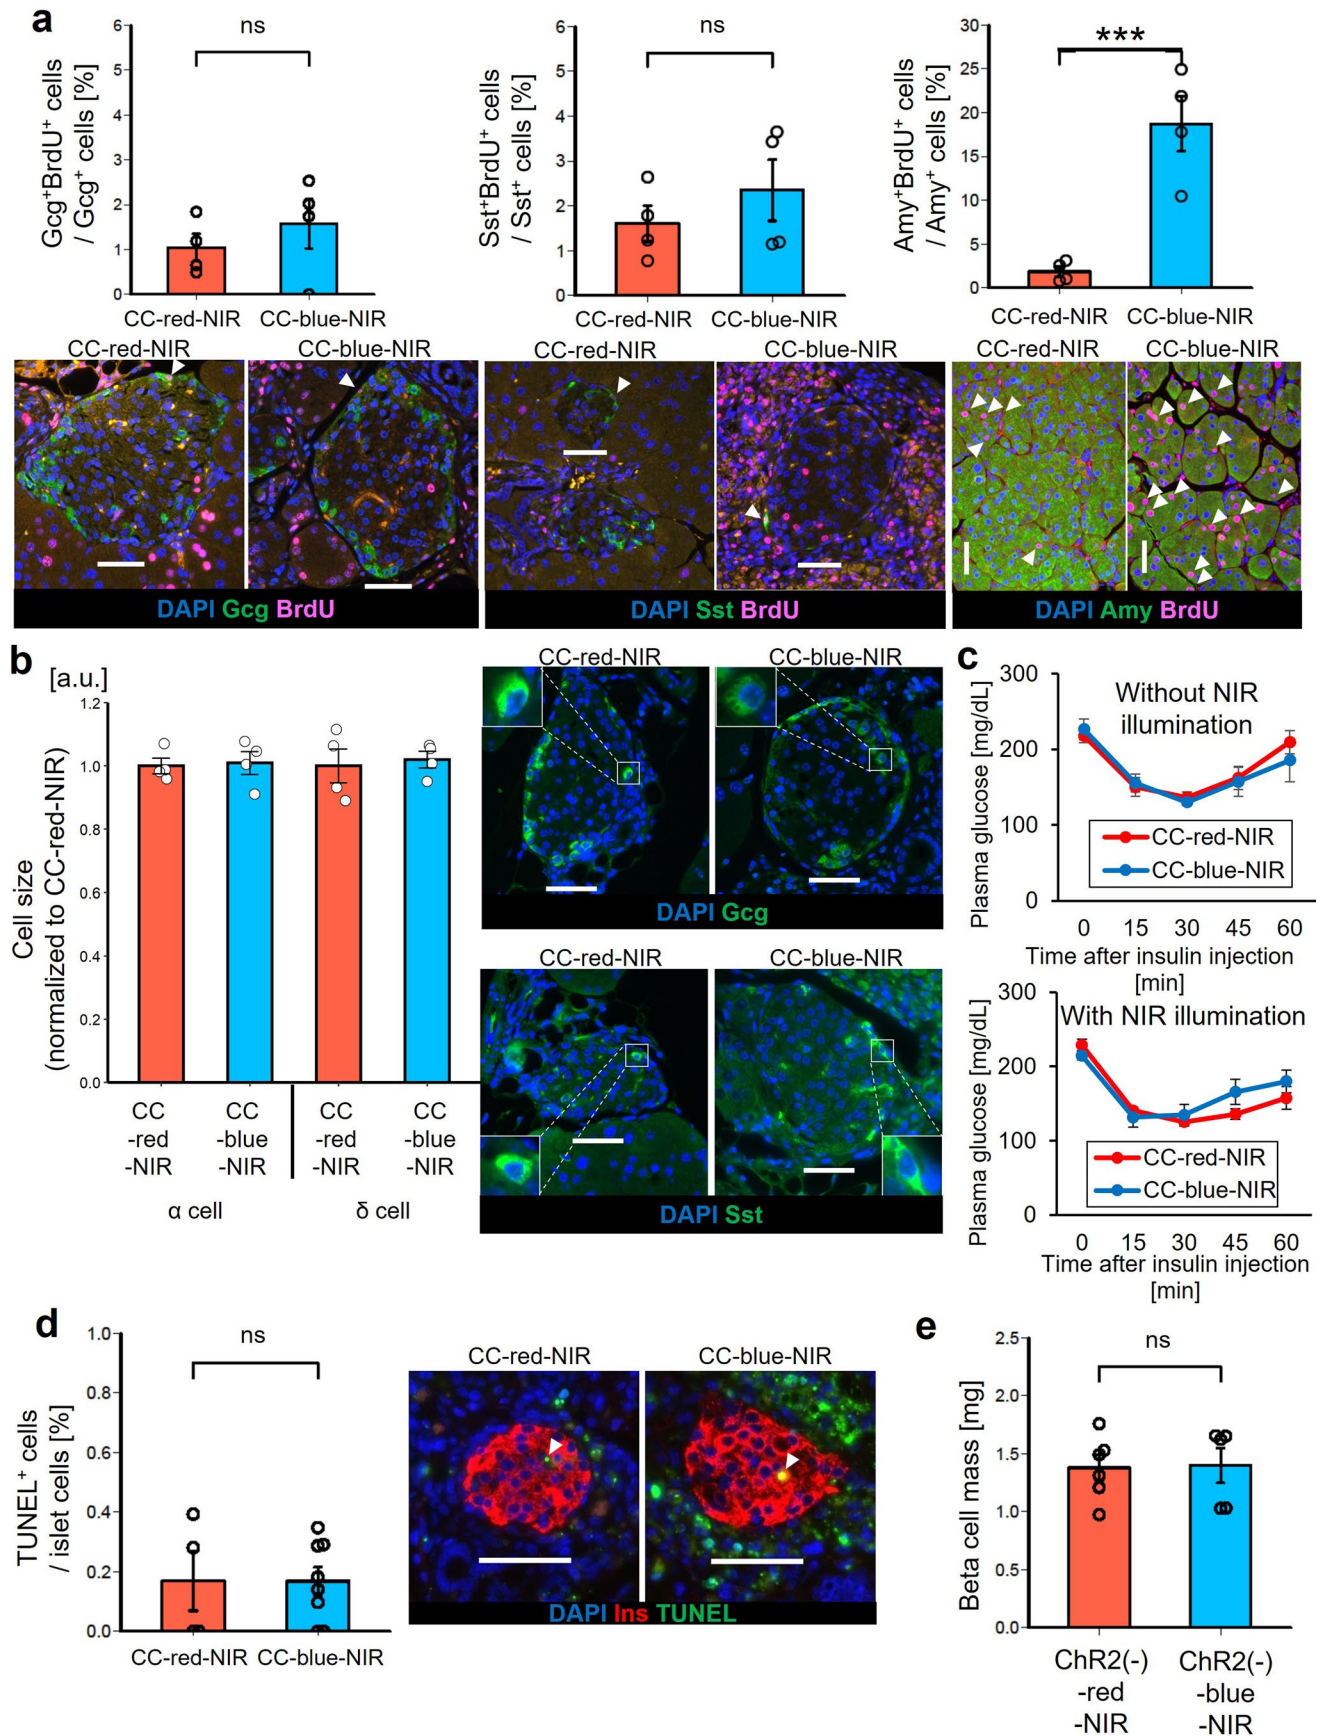 a
6
5
4
3
2
1
0
Gcg⁺BrdU⁺ cells
/ Gcg⁺ cells [%]
ns
CC-red-NIR CC-blue-NIR
6
5
4
3
2
1
0
Sst⁺BrdU⁺ cells
/ Sst⁺ cells [%]
ns
CC-red-NIR CC-blue-NIR
30
25
20
15
10
5
0
Amy⁺BrdU⁺ cells
/ Amy⁺ cells [%]
***
CC-red-NIR CC-blue-NIR
CC-red-NIR CC-blue-NIR
DAPI Gcg BrdU
CC-red-NIR CC-blue-NIR
DAPI Sst BrdU
CC-red-NIR CC-blue-NIR
DAPI Amy BrdU
b
[a.u.]
1.2
1.0
0.8
0.6
0.4
0.2
0.0
Cell size
(normalized to CC-red-NIR)
CC
-red
-NIR
CC
-blue
-NIR
CC
-red
-NIR
CC
-blue
-NIR
α cell
δ cell
CC-red-NIR CC-blue-NIR
DAPI Gcg
CC-red-NIR CC-blue-NIR
DAPI Sst
c
300
200
100
0
Plasma glucose [mg/dL]
Without NIR
illumination
CC-red-NIR
CC-blue-NIR
0 15 30 45 60
Time after insulin injection
[min]
300
200
100
0
Plasma glucose [mg/dL]
With NIR illumination
CC-red-NIR
CC-blue-NIR
0 15 30 45 60
Time after insulin injection
[min]
d
1.0
0.8
0.6
0.4
0.2
0.0
TUNEL⁺ cells
/ islet cells [%]
ns
CC-red-NIR CC-blue-NIR
CC-red-NIR CC-blue-NIR
DAPI Ins TUNEL
e
2.5
2.0
1.5
1.0
0.5
0.0
Beta cell mass [mg]
ns
ChR2(-)
-red
-NIR
ChR2(-)
-blue
-NIR